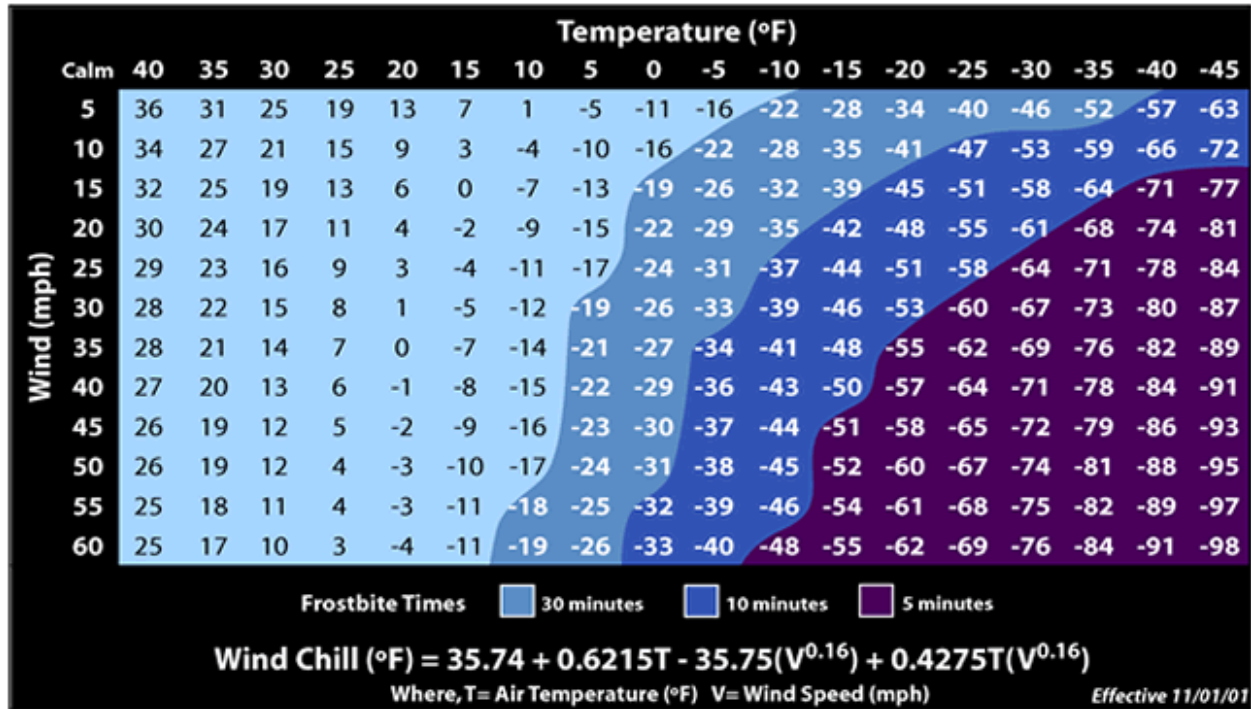 Temperature (ºF)
Calm 40 35 30 25 20 15 10 5 0 -5 -10 -15 -20 -25 -30 -35 -40 -45
5 36 31 25 19 13 7 1 -5 -11 -16 -22 -28 -34 -40 -46 -52 -57 -63
10 34 27 21 15 9 3 -4 -10 -16 -22 -28 -35 -41 -47 -53 -59 -66 -72
15 32 25 19 13 6 0 -7 -13 -19 -26 -32 -39 -45 -51 -58 -64 -71 -77
20 30 24 17 11 4 -2 -9 -15 -22 -29 -35 -42 -48 -55 -61 -68 -74 -81
25 29 23 16 9 3 -4 -11 -17 -24 -31 -37 -44 -51 -58 -64 -71 -78 -84
30 28 22 15 8 1 -5 -12 -19 -26 -33 -39 -46 -53 -60 -67 -73 -80 -87
35 28 21 14 7 0 -7 -14 -21 -27 -34 -41 -48 -55 -62 -69 -76 -82 -89
40 27 20 13 6 -1 -8 -15 -22 -29 -36 -43 -50 -57 -64 -71 -78 -84 -91
45 26 19 12 5 -2 -9 -16 -23 -30 -37 -44 -51 -58 -65 -72 -79 -86 -93
50 26 19 12 4 -3 -10 -17 -24 -31 -38 -45 -52 -60 -67 -74 -81 -88 -95
55 25 18 11 4 -3 -11 -18 -25 -32 -39 -46 -54 -61 -68 -75 -82 -89 -97
60 25 17 10 3 -4 -11 -19 -26 -33 -40 -48 -55 -62 -69 -76 -84 -91 -98
Wind (mph)
Frostbite Times 30 minutes 10 minutes 5 minutes
Wind Chill (ºF) = 35.74 + 0.6215T - 35.75(V^0.16) + 0.4275T(V^0.16)
Where, T= Air Temperature (ºF) V= Wind Speed (mph) Effective 11/01/01